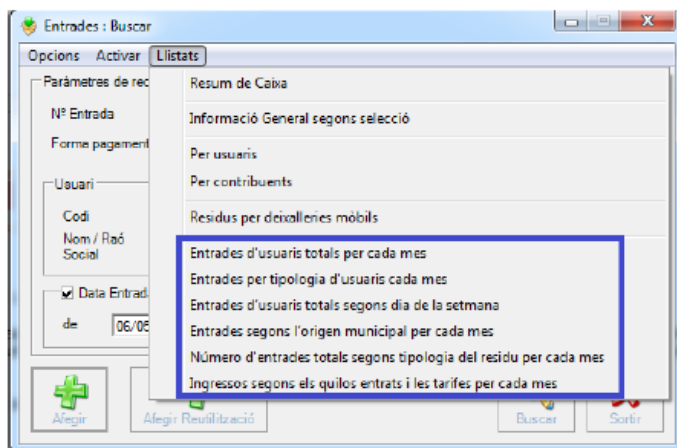 Entrades : Buscar
Opcions Activar Llistats
Paràmetres de rec
Resum de Caixa
Nº Entrada
Informació General segons selecció
Forma pagament
Per usuaris
Usuari
Per contribuents
Codi
Residus per deixalleries mòbils
Nom / Raó
Social
Entrades d'usuaris totals per cada mes
Entrades per tipologia d'usuaris cada mes
Data Entrad
Entrades d'usuaris totals segons dia de la setmana
de 06/05
Entrades segons l'origen municipal per cada mes
Número d'entrades totals segons tipologia del residu per cada mes
Ingressos segons els quilos entrats i les tarifes per cada mes
Afegir Afegir Reutilització Buscar Sortir